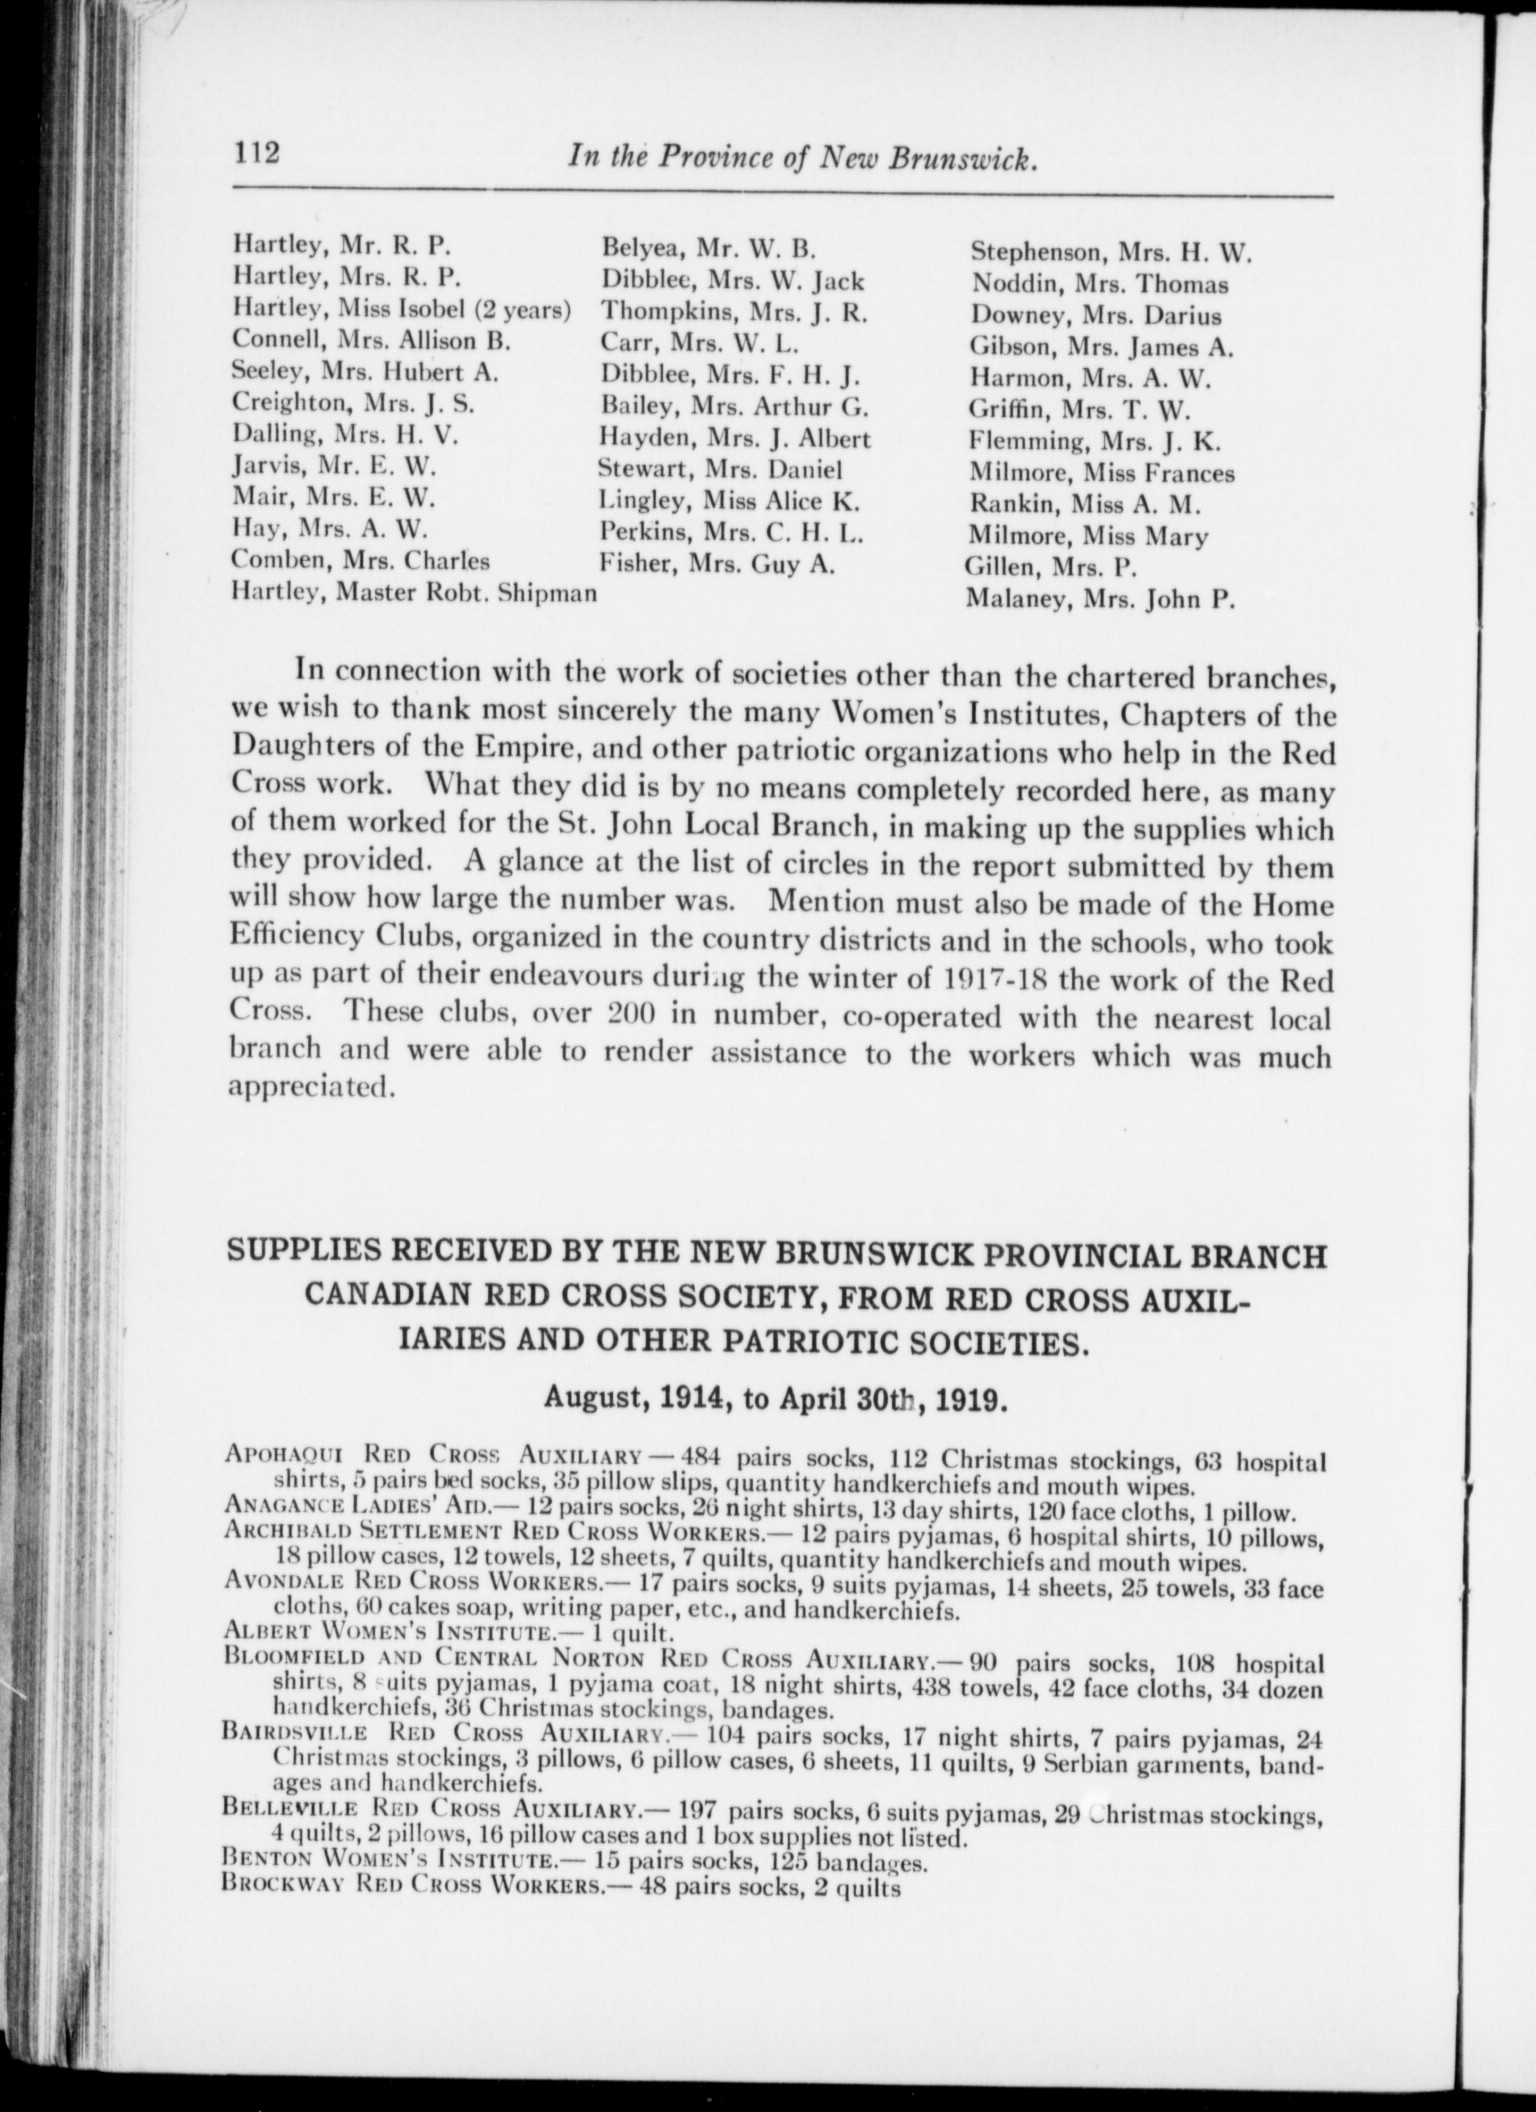 112
In the Province of New Brunswick.
Hartley, Mr. R. P.
Hartley, Mrs. R. P.
Hartley, Miss Isobel (2 years)
Connell, Mrs. Allison B.
Seeley, Mrs. Hubert A.
Creighton, Mrs. J. S.
Dalling, Mrs. H. V.
Jarvis, Mr. E. W.
Mair, Mrs. E. W.
Hay, Mrs. A. W.
Comben, Mrs. Charles
Hartley, Master Robt. Shipman
Belyea, Mr. W. B.
Dibblee, Mrs. W. Jack
Thompkins, Mrs. J. R.
Carr, Mrs. W. L.
Dibblee, Mrs. F. H. J.
Bailey, Mrs. Arthur G.
Hayden, Mrs. J. Albert
Stewart, Mrs. Daniel
Lingley, Miss Alice K.
Perkins, Mrs. C. H. L.
Fisher, Mrs. Guy A.
Stephenson, Mrs. H. W.
Noddin, Mrs. Thomas
Downey, Mrs. Darius
Gibson, Mrs. James A.
Harmon, Mrs. A. W.
Griffin, Mrs. T. W.
Flemming, Mrs. J. K.
Milmore, Miss Frances
Rankin, Miss A. M.
Milmore, Miss Mary
Gillen, Mrs. P.
Malaney, Mrs. John P.
In connection with the work of societies other than the chartered branches,
we wish to thank most sincerely the many Women's Institutes, Chapters of the
Daughters of the Empire, and other patriotic organizations who help in the Red
Cross work. What they did is by no means completely recorded here, as many
of them worked for the St. John Local Branch, in making up the supplies which
they provided. A glance at the list of circles in the report submitted by them
will show how large the number was. Mention must also be made of the Home
Efficiency Clubs, organized in the country districts and in the schools, who took
up as part of their endeavours during the winter of 1917-18 the work of the Red
Cross. These clubs, over 200 in number, co-operated with the nearest local
branch and were able to render assistance to the workers which was much
appreciated.
SUPPLIES RECEIVED BY THE NEW BRUNSWICK PROVINCIAL BRANCH
CANADIAN RED CROSS SOCIETY, FROM RED CROSS AUXIL-
IARIES AND OTHER PATRIOTIC SOCIETIES.
August, 1914, to April 30th, 1919.
APOHAQUI RED CROSS AUXILIARY — 484 pairs socks, 112 Christmas stockings, 63 hospital
shirts, 5 pairs bed socks, 35 pillow slips, quantity handkerchiefs and mouth wipes.
ANAGANCE LADIES' AID.— 12 pairs socks, 26 night shirts, 13 day shirts, 120 face cloths, 1 pillow.
ARCHIBALD SETTLEMENT RED CROSS WORKERS.— 12 pairs pyjamas, 6 hospital shirts, 10 pillows,
18 pillow cases, 12 towels, 12 sheets, 7 quilts, quantity handkerchiefs and mouth wipes.
AVONDALE RED CROSS WORKERS.— 17 pairs socks, 9 suits pyjamas, 14 sheets, 25 towels, 33 face
cloths, 60 cakes soap, writing paper, etc., and handkerchiefs.
ALBERT WOMEN'S INSTITUTE.— 1 quilt.
BLOOMFIELD AND CENTRAL NORTON RED CROSS AUXILIARY.— 90 pairs socks, 108 hospital
shirts, 8 suits pyjamas, 1 pyjama coat, 18 night shirts, 438 towels, 42 face cloths, 34 dozen
handkerchiefs, 36 Christmas stockings, bandages.
BAIRDSVILLE RED CROSS AUXILIARY.— 104 pairs socks, 17 night shirts, 7 pairs pyjamas, 24
Christmas stockings, 3 pillows, 6 pillow cases, 6 sheets, 11 quilts, 9 Serbian garments, band-
ages and handkerchiefs.
BELLEVILLE RED CROSS AUXILIARY.— 197 pairs socks, 6 suits pyjamas, 29 Christmas stockings,
4 quilts, 2 pillows, 16 pillow cases and 1 box supplies not listed.
BENTON WOMEN'S INSTITUTE.— 15 pairs socks, 125 bandages.
BROCKWAY RED CROSS WORKERS.— 48 pairs socks, 2 quilts